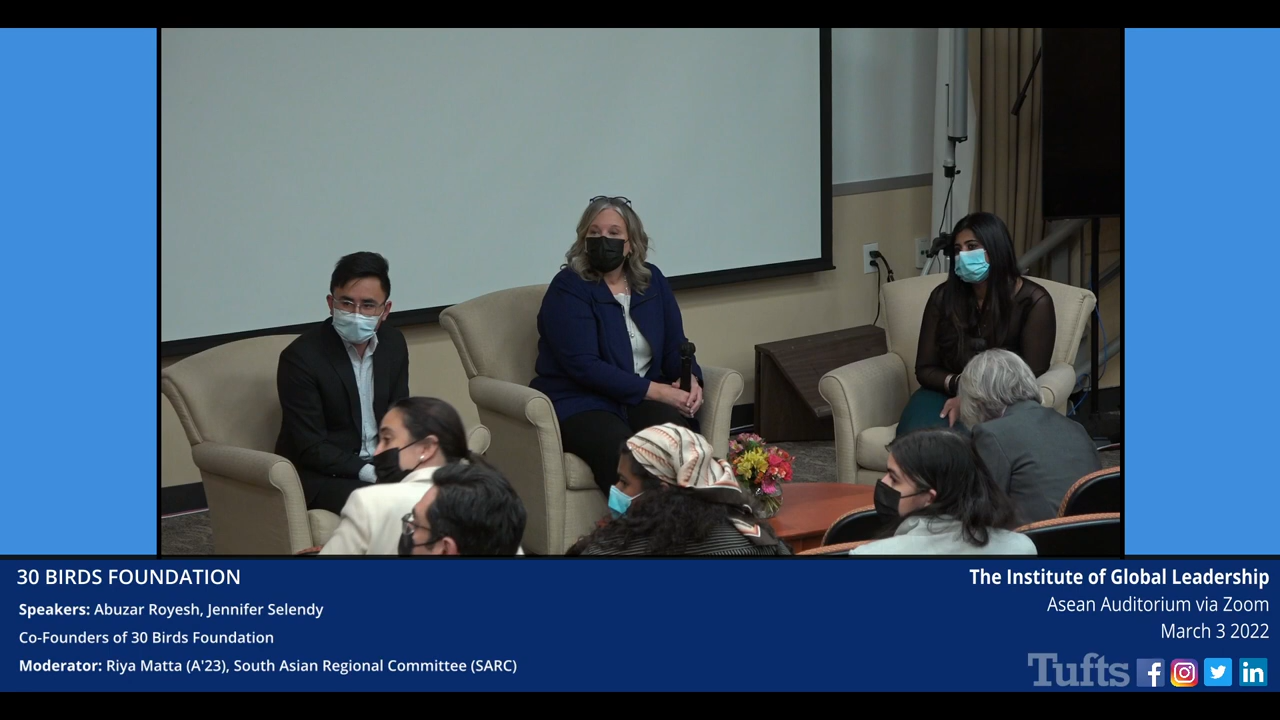 30 BIRDS FOUNDATION
Speakers: Abuzar Royesh, Jennifer Selendy
Co-Founders of 30 Birds Foundation
Moderator: Riya Matta (A'23), South Asian Regional Committee (SARC)
The Institute of Global Leadership
Asean Auditorium via Zoom
March 3 2022
Tufts